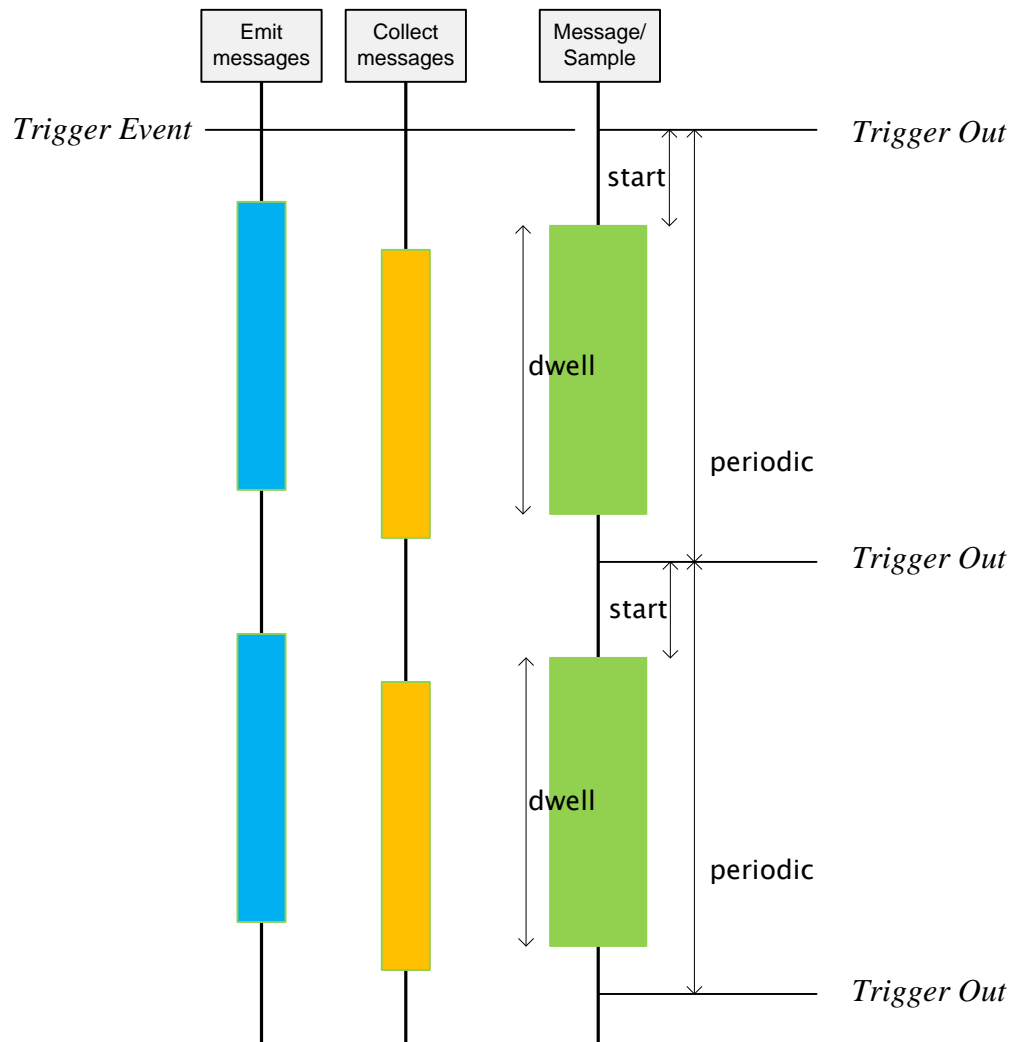 Emit
messages
Collect
messages
Message/
Sample
Trigger Event
Trigger Out
start
dwell
periodic
Trigger Out
start
dwell
periodic
Trigger Out